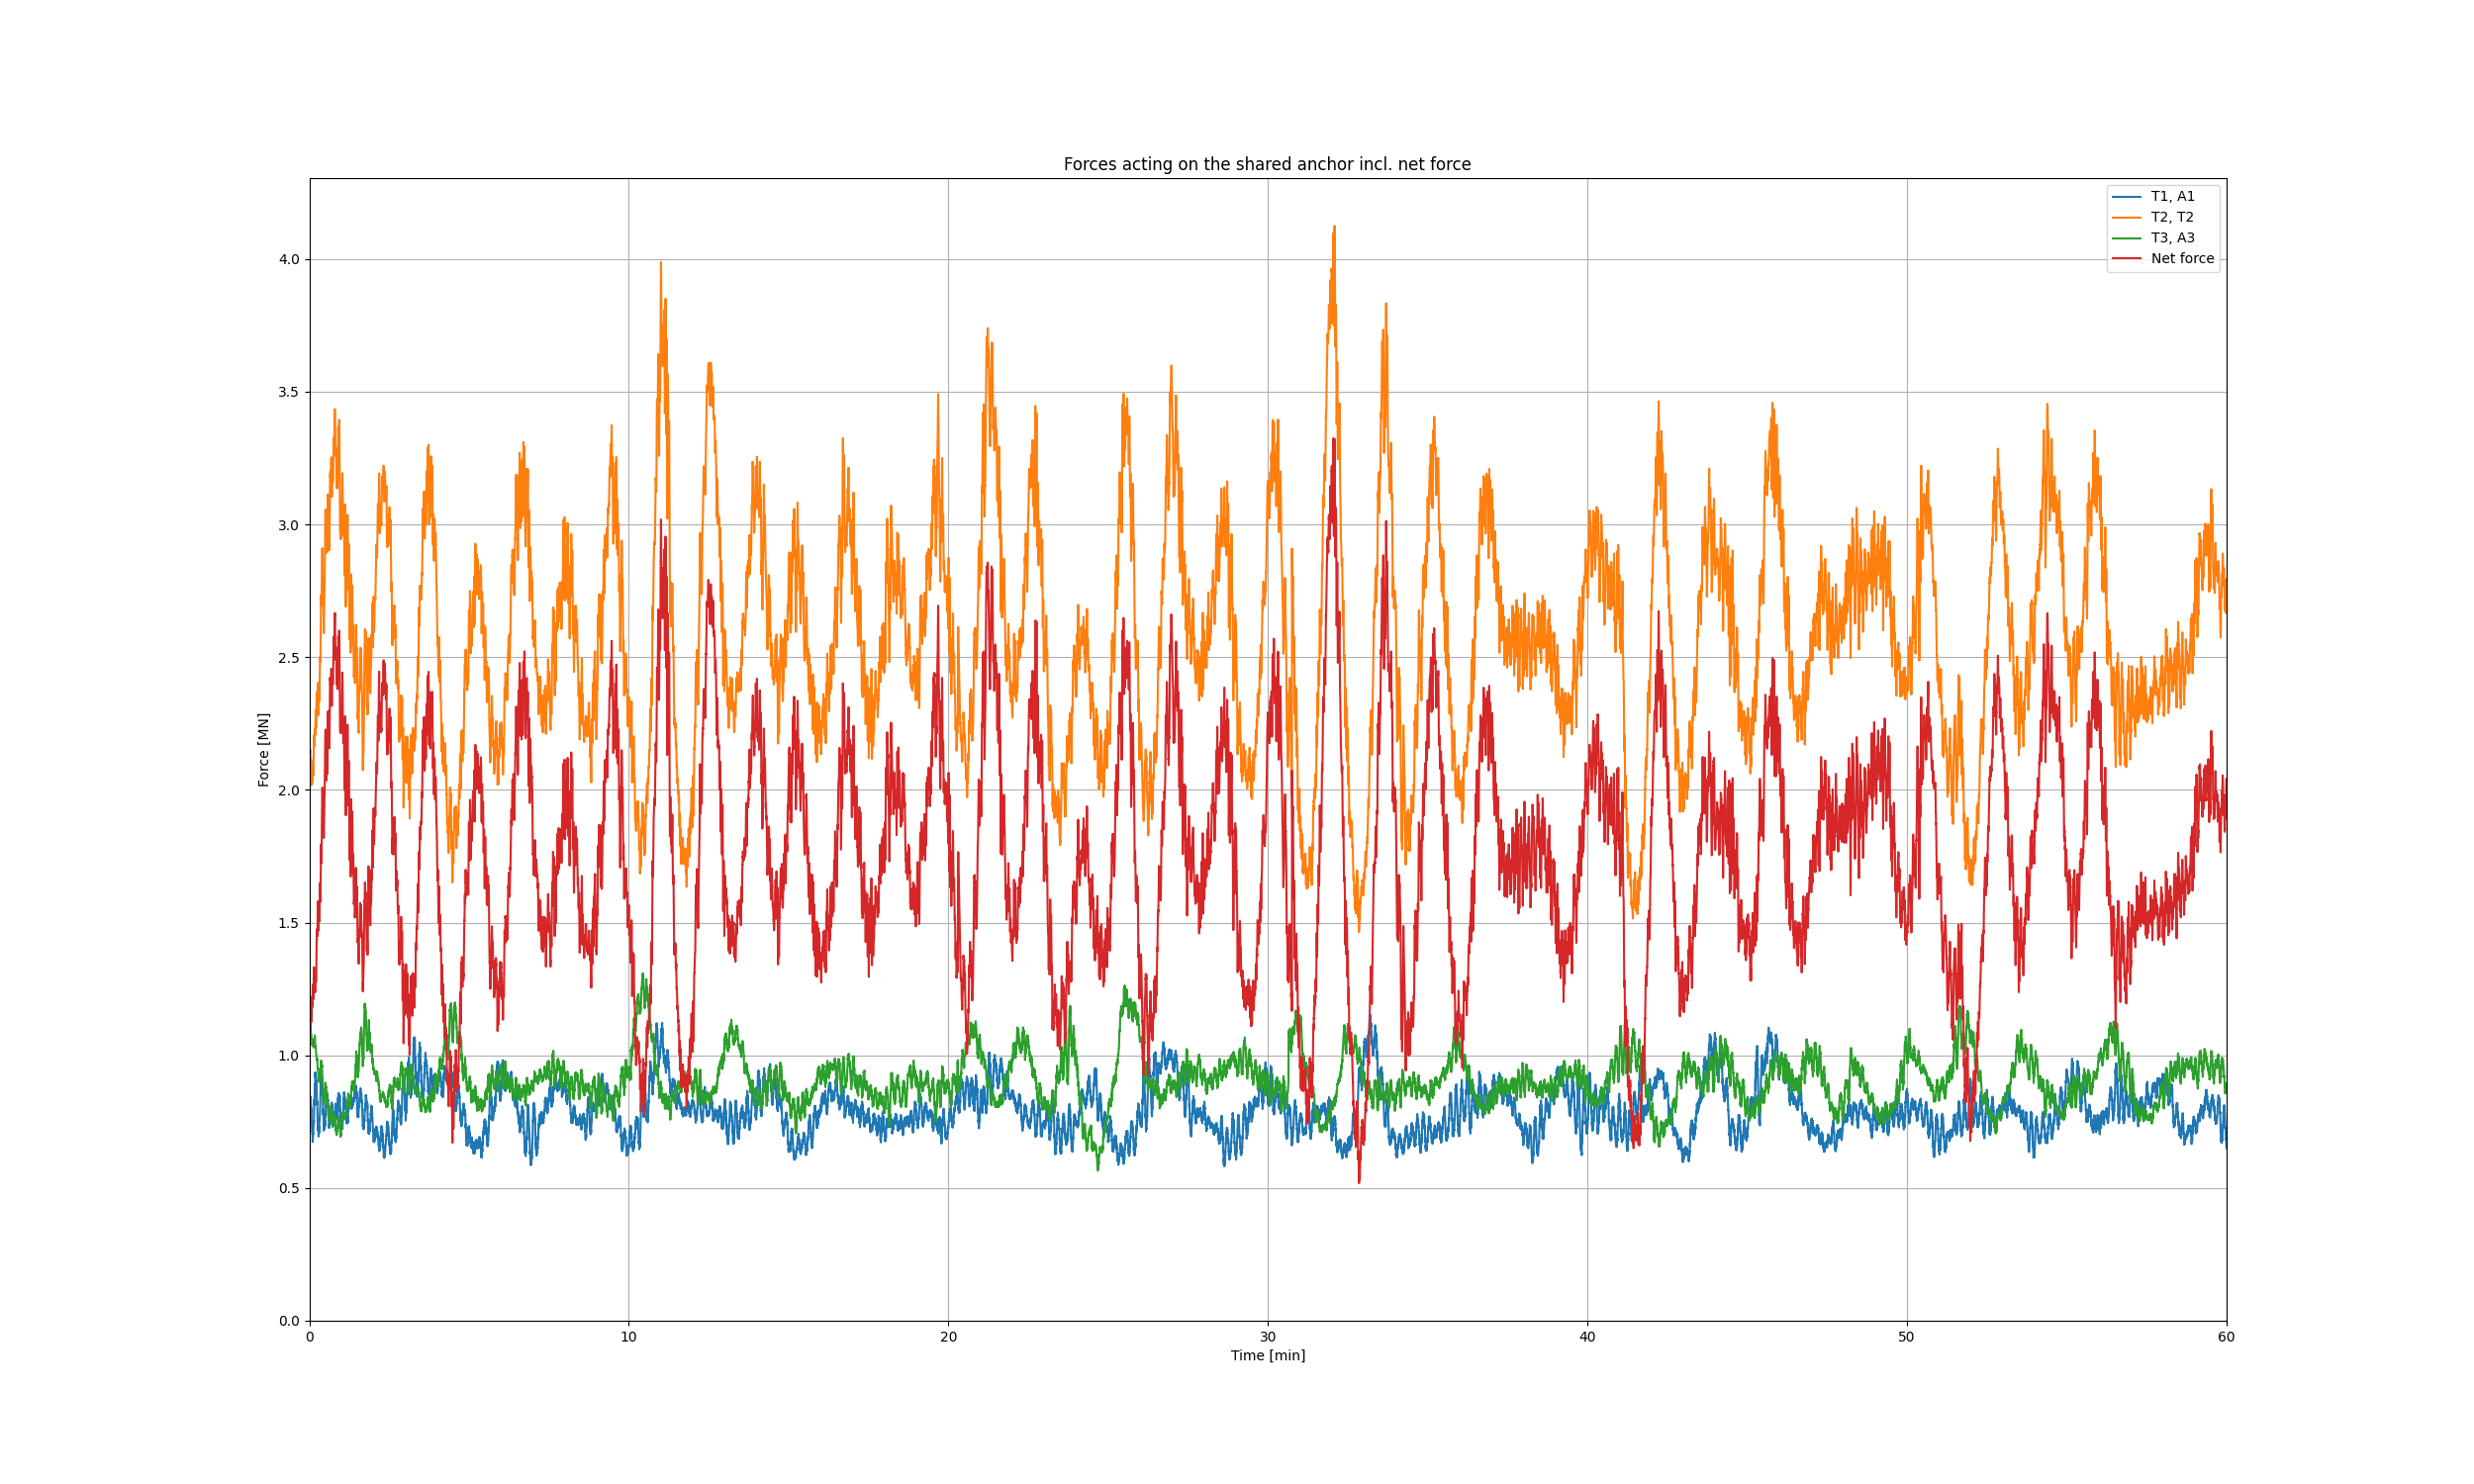 Forces acting on the shared anchor incl. net force
T1, A1
T2, T2
T3, A3
Net force
Force [MN]
4.0
3.5
3.0
2.5
2.0
1.5
1.0
0.5
0.0
0 10 20 30 40 50 60
Time [min]